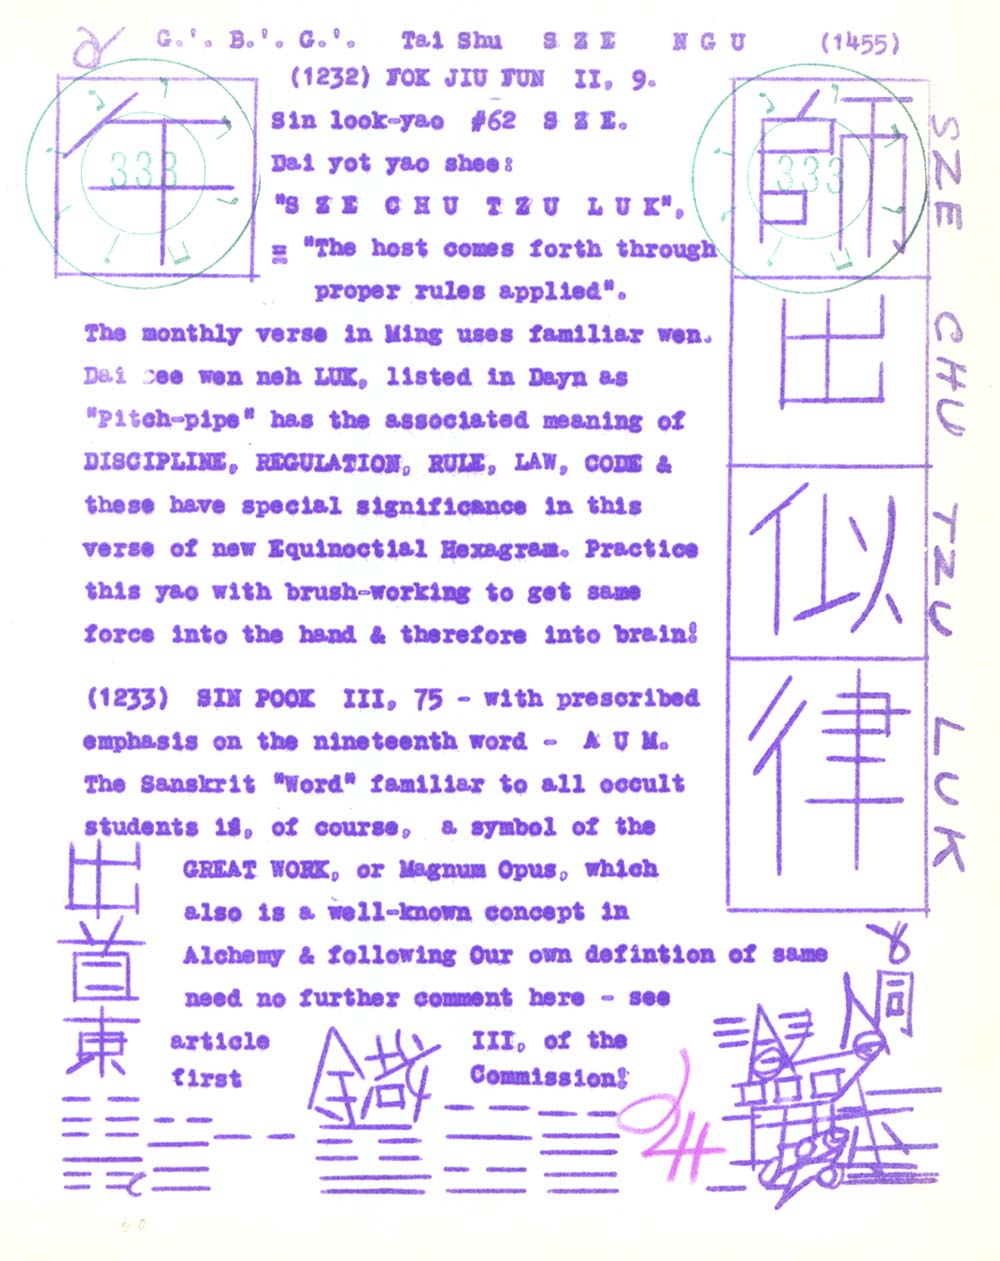 G.'. B.'. G.'. Tai Shu S Z E N G U (1455)
(1232) FOK JIU FUN II, 9.
Sin look-yao #62 S Z E.
Dai yot yao shee:
"S Z E C H U T Z U L U K",
= "The host comes forth through
proper rules applied".
The monthly verse in Ming uses familiar wen.
Dai see wen neh LUK, listed in Dayn as
"Pitch-pipe" has the associated meaning of
DISCIPLINE, REGULATION, RULE, LAW, CODE &
these have special significance in this
verse of new Equinoctial Hexagram. Practice
this yao with brush-working to get same
force into the hand & therefore into brain!
(1233) SIN POOK III, 75 - with prescribed
emphasis on the nineteenth word - A U M.
The Sanskrit "Word" familiar to all occult
students is, of course, a symbol of the
GREAT WORK, or Magnum Opus, which
also is a well-known concept in
Alchemy & following Our own defintion of same
need no further comment here - see
article III, of the
first Commission!
333
333
師
出
似
律
SZE CHU TZU LUK
出
首
東